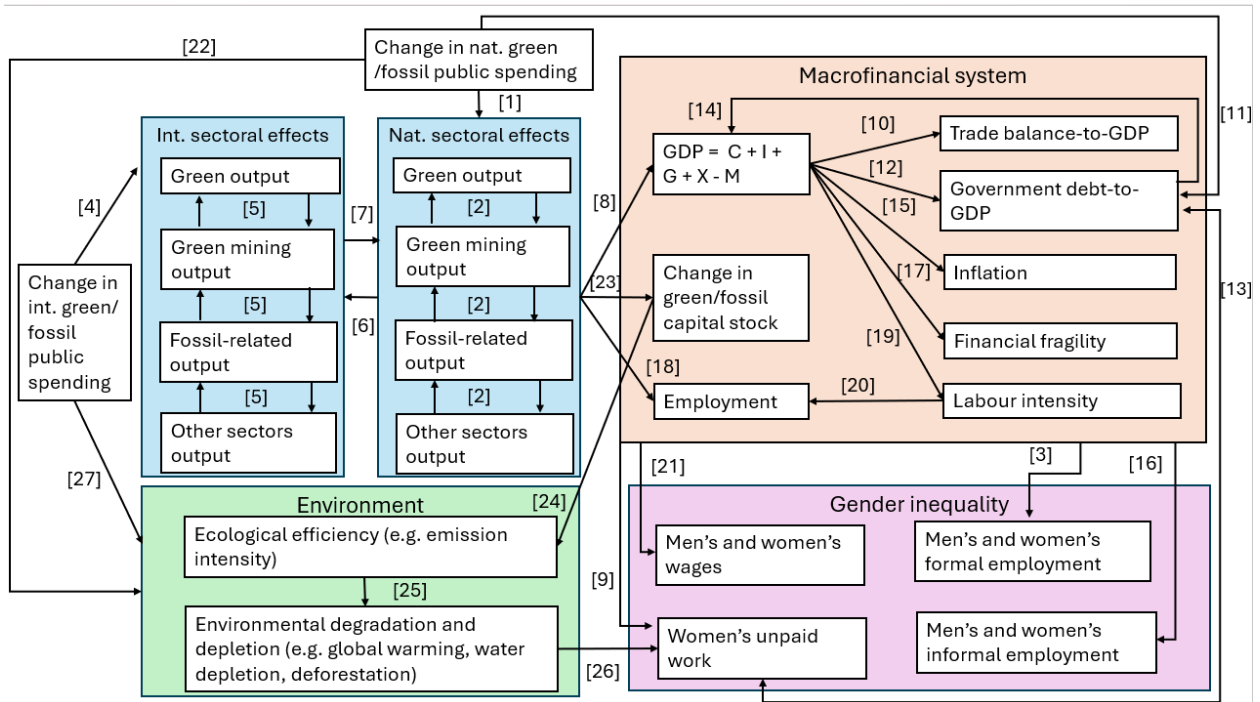 [22]
Change in nat. green
/fossil public spending
[1]
[11]
[4]
Change in
int. green/
fossil
public
spending
[27]
Int. sectoral effects
Green output
[5]
Green mining
output
[5]
Fossil-related
output
[5]
Other sectors
output
[7]
[6]
Nat. sectoral effects
Green output
[2]
Green mining
output
[2]
Fossil-related
output
[2]
Other sectors
output
[8]
[23]
[18]
Macrofinancial system
[14]
GDP = C + I +
G + X - M
[10]
[12]
[15]
[17]
[19]
Trade balance-to-GDP
Government debt-to-
GDP
Inflation
Financial fragility
Labour intensity
[20]
Change in
green/fossil
capital stock
Employment
[13]
[21]
[3]
[16]
[24]
[9]
Environment
Ecological efficiency (e.g. emission
intensity)
[25]
Environmental degradation and
depletion (e.g. global warming, water
depletion, deforestation)
[26]
Gender inequality
Men's and women's
wages
Men's and women's
formal employment
Women's unpaid
work
Men's and women's
informal employment